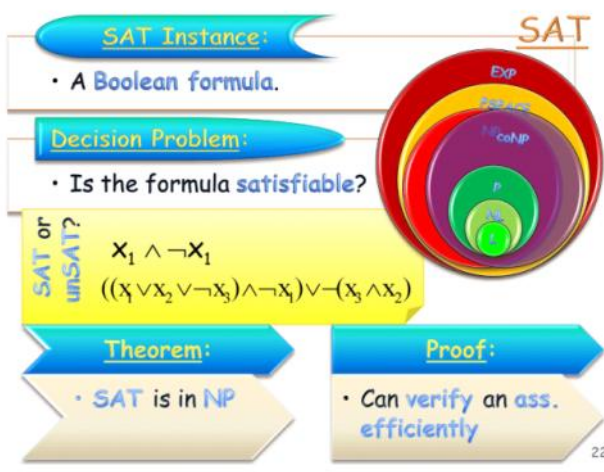 SAT
SAT Instance:
• A Boolean formula.
Decision Problem:
• Is the formula satisfiable?
EXP
PSPACE
NP
coNP
P
NL
L
SAT or
unSAT?
x₁ ∧ ¬x₁
((x₁∨x₂∨¬x₃)∧¬x₁)∨¬(x₃∧x₂)
Theorem:
• SAT is in NP
Proof:
• Can verify an ass.
efficiently
22